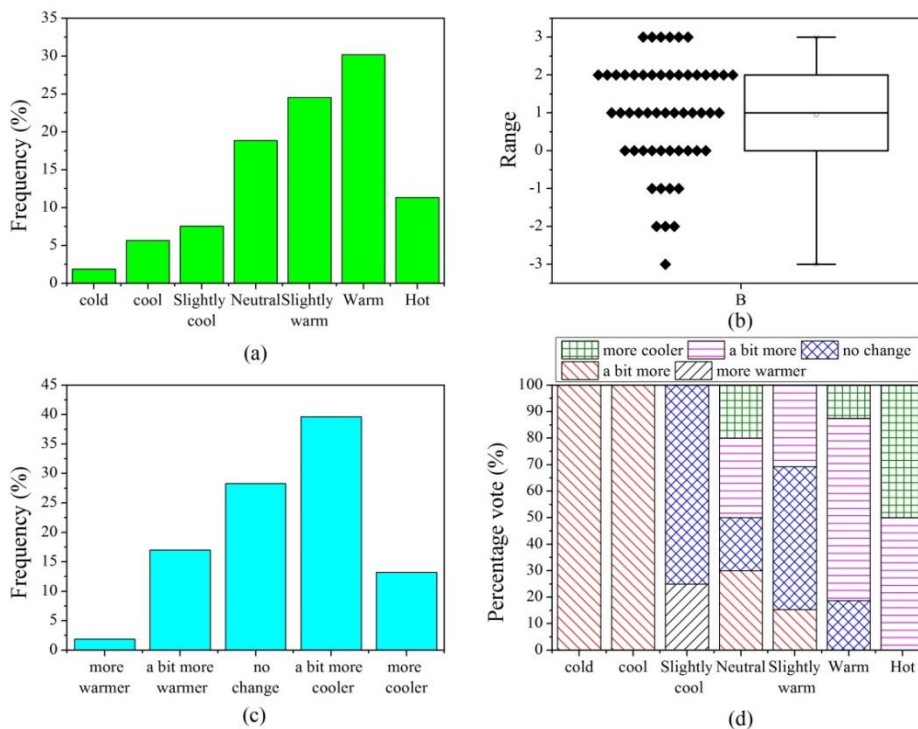 35
30
25
20
15
10
5
0
Frequency (%)
cold cool Slightly Neutral Slightly Warm Hot
cool warm
(a)
3
2
1
0
-1
-2
-3
Range
B
(b)
45
40
35
30
25
20
15
10
5
0
Frequency (%)
more a bit more no a bit more more
warmer warmer change cooler cooler
(c)
more cooler a bit more no change
a bit more more warmer
100
90
80
70
60
50
40
30
20
10
0
Percentage vote (%)
cold cool Slightly Neutral Slightly Warm Hot
cool warm
(d)